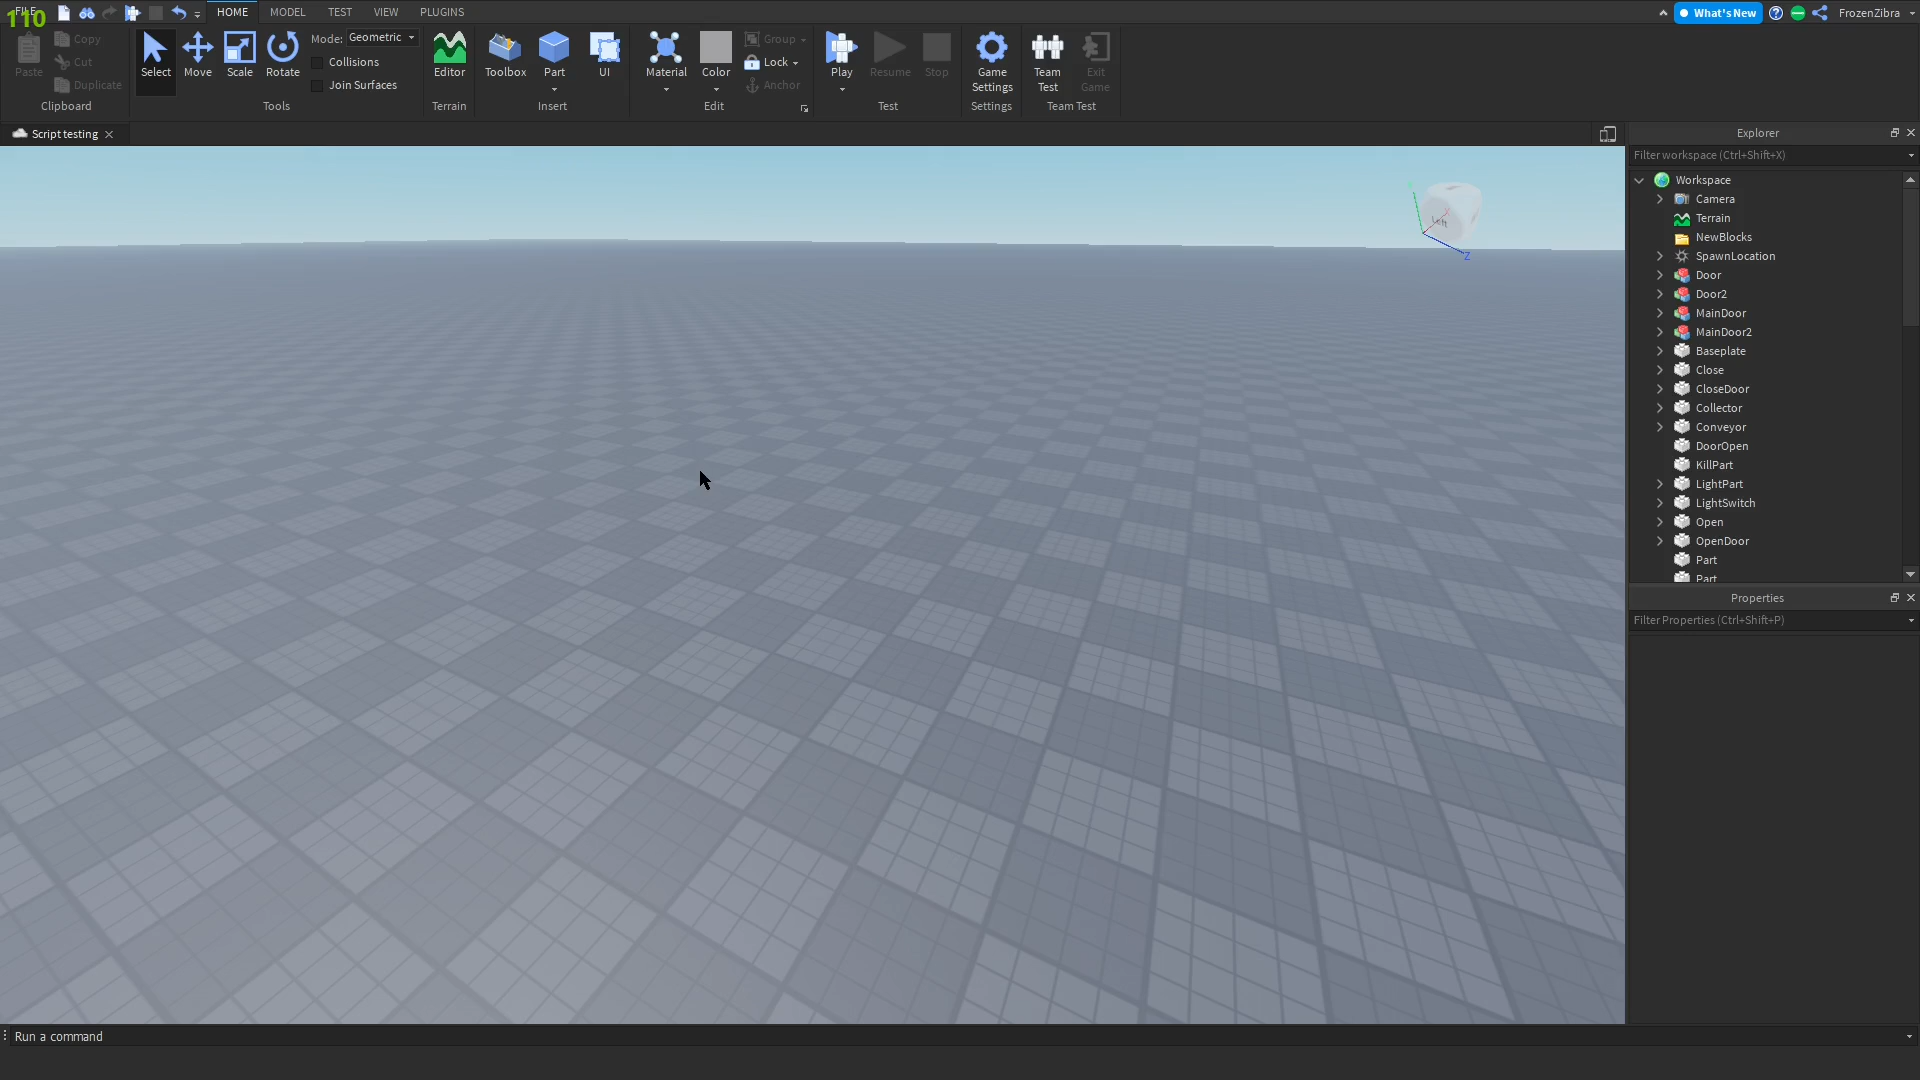 FILE
110
HOME
MODEL
TEST
VIEW
PLUGINS
What's New
FrozenZibra
Paste
Copy
Cut
Duplicate
Clipboard
Select
Move
Scale
Rotate
Mode: Geometric
Collisions
Join Surfaces
Tools
Editor
Terrain
Toolbox
Part
UI
Insert
Material
Color
Group
Lock
Anchor
Edit
Play
Resume
Stop
Test
Game
Settings
Settings
Team
Test
Exit
Game
Team Test
Script testing
Left
X
Z
Explorer
Filter workspace (Ctrl+Shift+X)
Workspace
Camera
Terrain
NewBlocks
SpawnLocation
Door
Door2
MainDoor
MainDoor2
Baseplate
Close
CloseDoor
Collector
Conveyor
DoorOpen
KillPart
LightPart
LightSwitch
Open
OpenDoor
Part
Part
Properties
Filter Properties (Ctrl+Shift+P)
Run a command